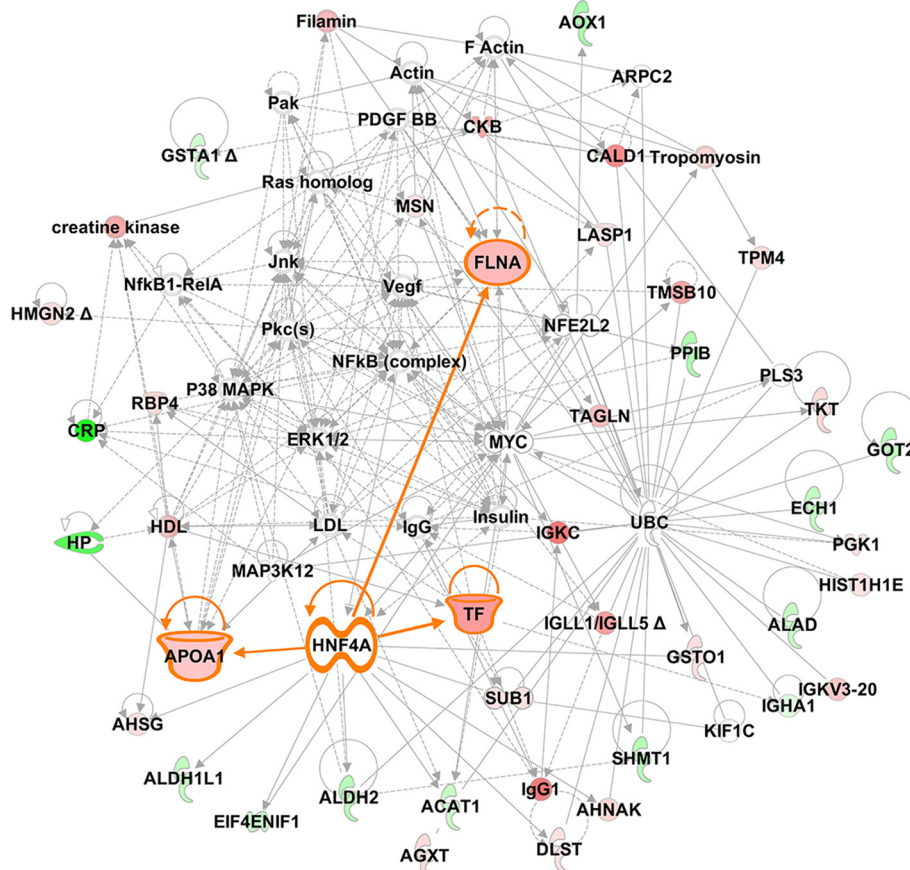 AOX1
Filamin
F Actin
Actin
ARPC2
Pak
PDGF BB
CKB
GSTA1 Δ
CALD1
Tropomyosin
Ras homolog
MSN
creatine kinase
LASP1
TPM4
Jnk
FLNA
NfkB1-RelA
Vegf
TMSB10
HMGN2 Δ
Pkc(s)
NFE2L2
PPIB
NFkB (complex)
PLS3
P38 MAPK
RBP4
TKT
TAGLN
CRP
ERK1/2
MYC
GOT2
ECH1
HDL
LDL
IgG
Insulin
UBC
IGKC
HP
PGK1
MAP3K12
HIST1H1E
TF
IGLL1/IGLL5 Δ
ALAD
HNF4A
APOA1
GSTO1
IGKV3-20
SUB1
IGHA1
AHSG
KIF1C
SHMT1
ALDH1L1
IgG1
ALDH2
ACAT1
AHNAK
EIF4ENIF1
AGXT
DLST